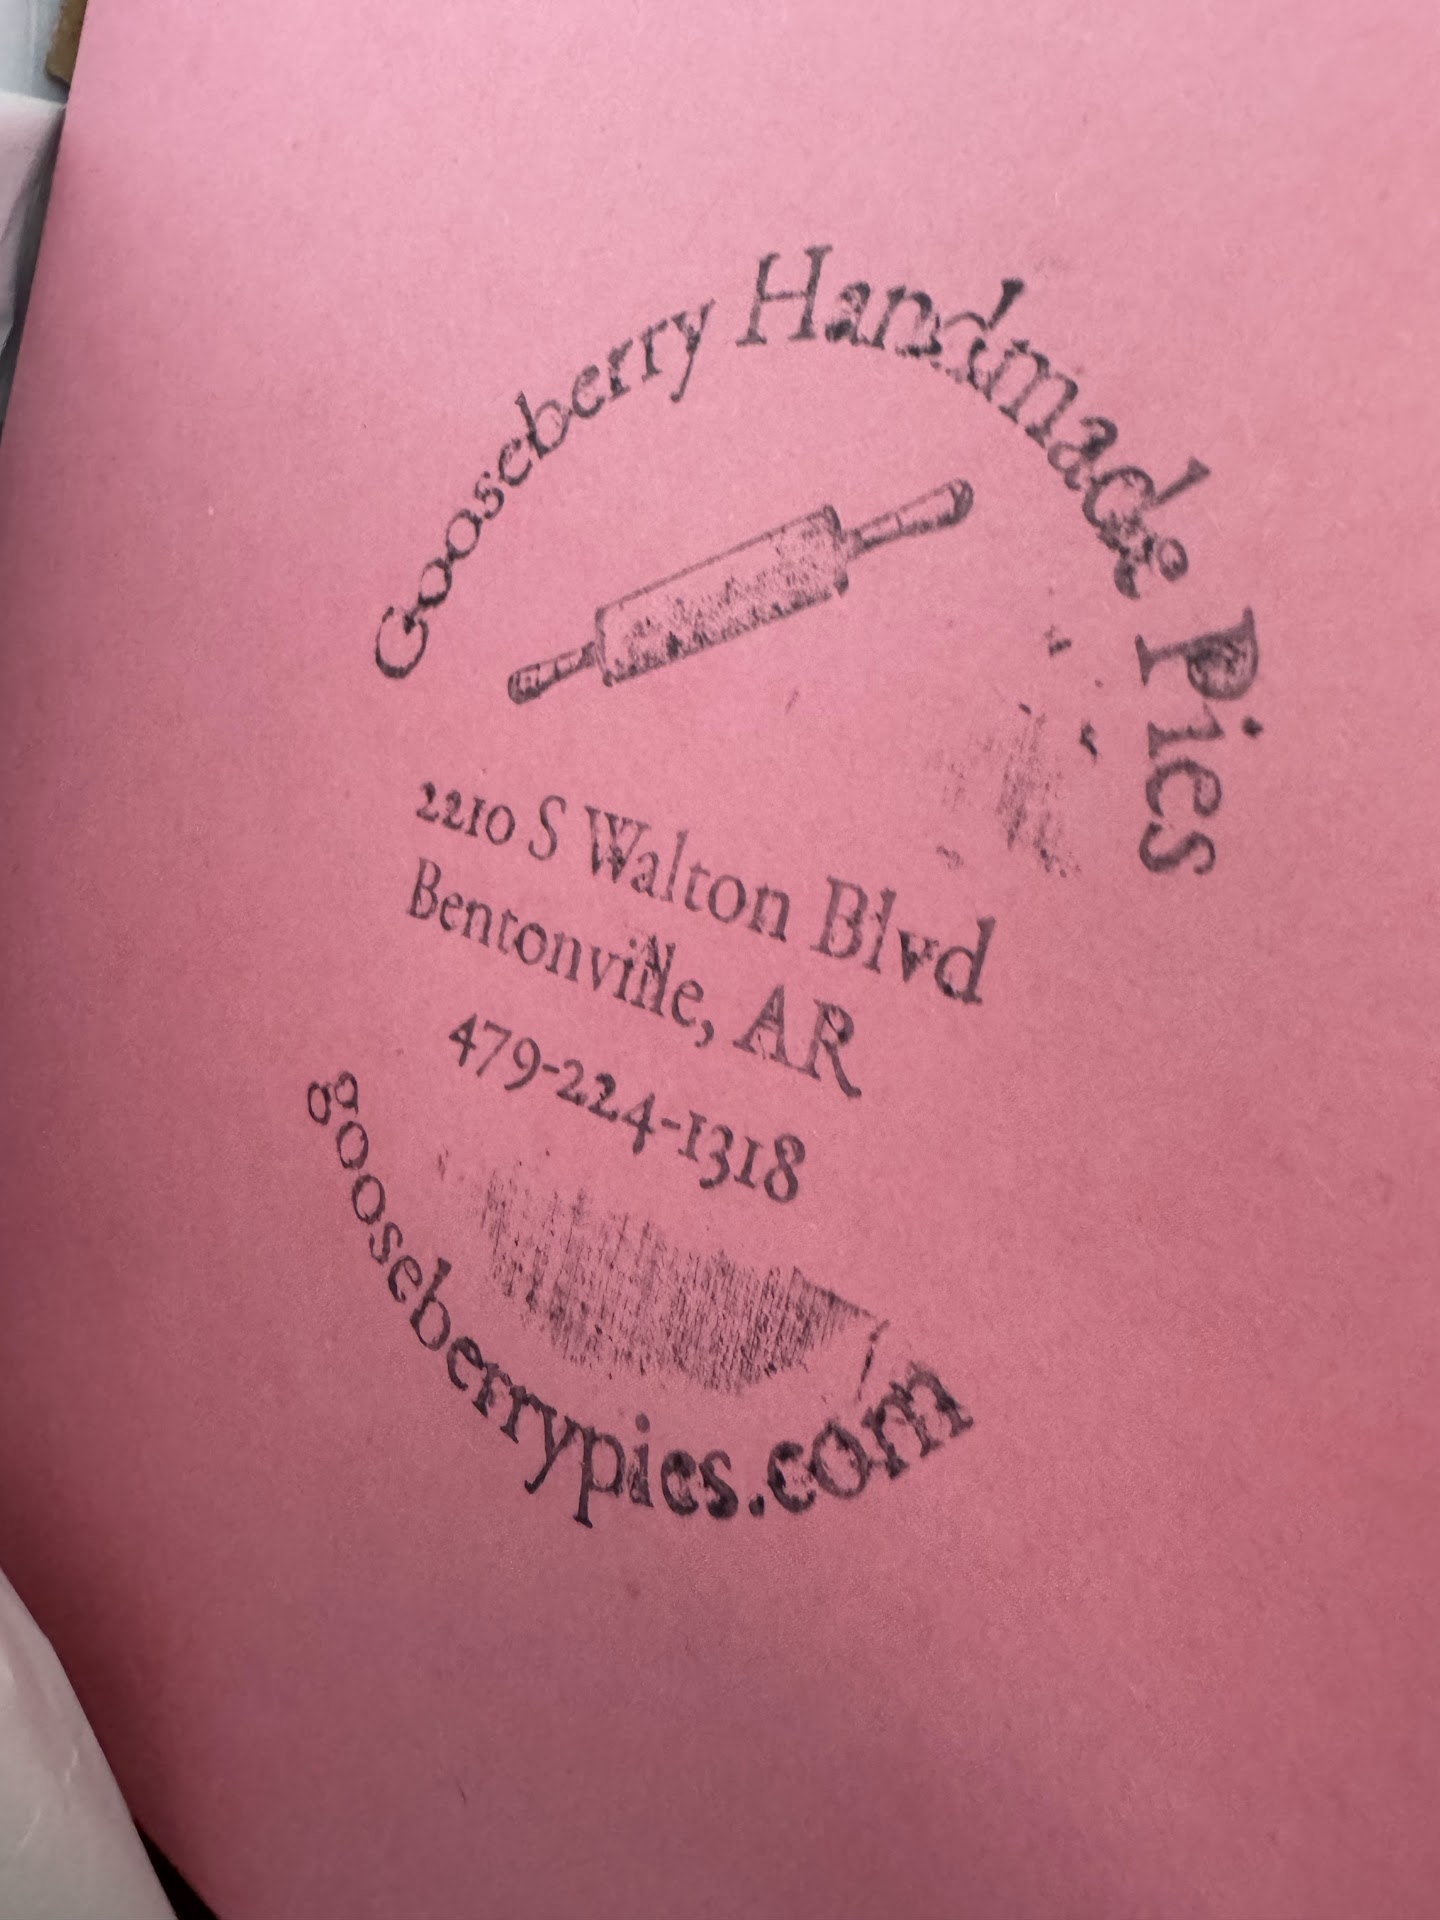 Gooseberry Handmade Pies
2210 S Walton Blvd
Bentonville, AR
479-224-1318
gooseberrypies.com